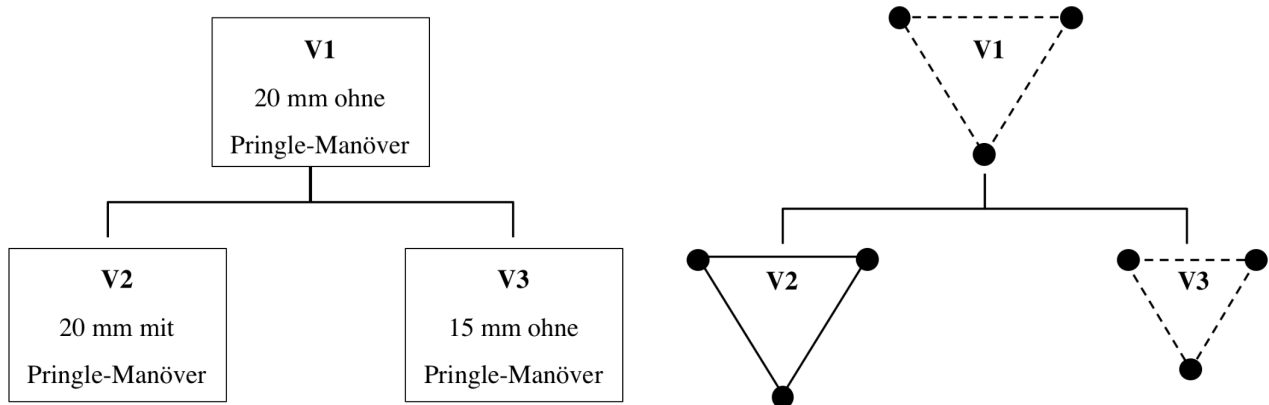 V1
20 mm ohne
Pringle-Manöver
V2
20 mm mit
Pringle-Manöver
V3
15 mm ohne
Pringle-Manöver
V1
V2
V3